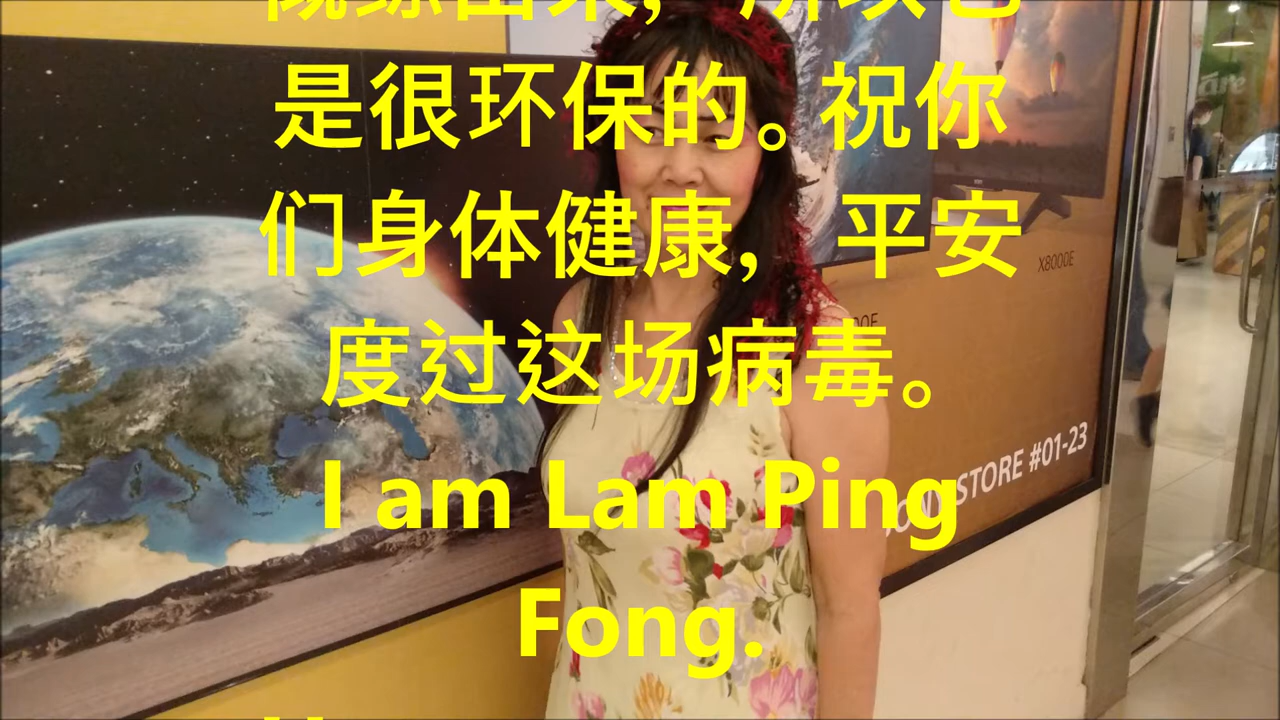 是很环保的。祝你
们身体健康，平安
度过这场病毒。
I am Lam Ping
Fong.
X8000E
STORE #01-23